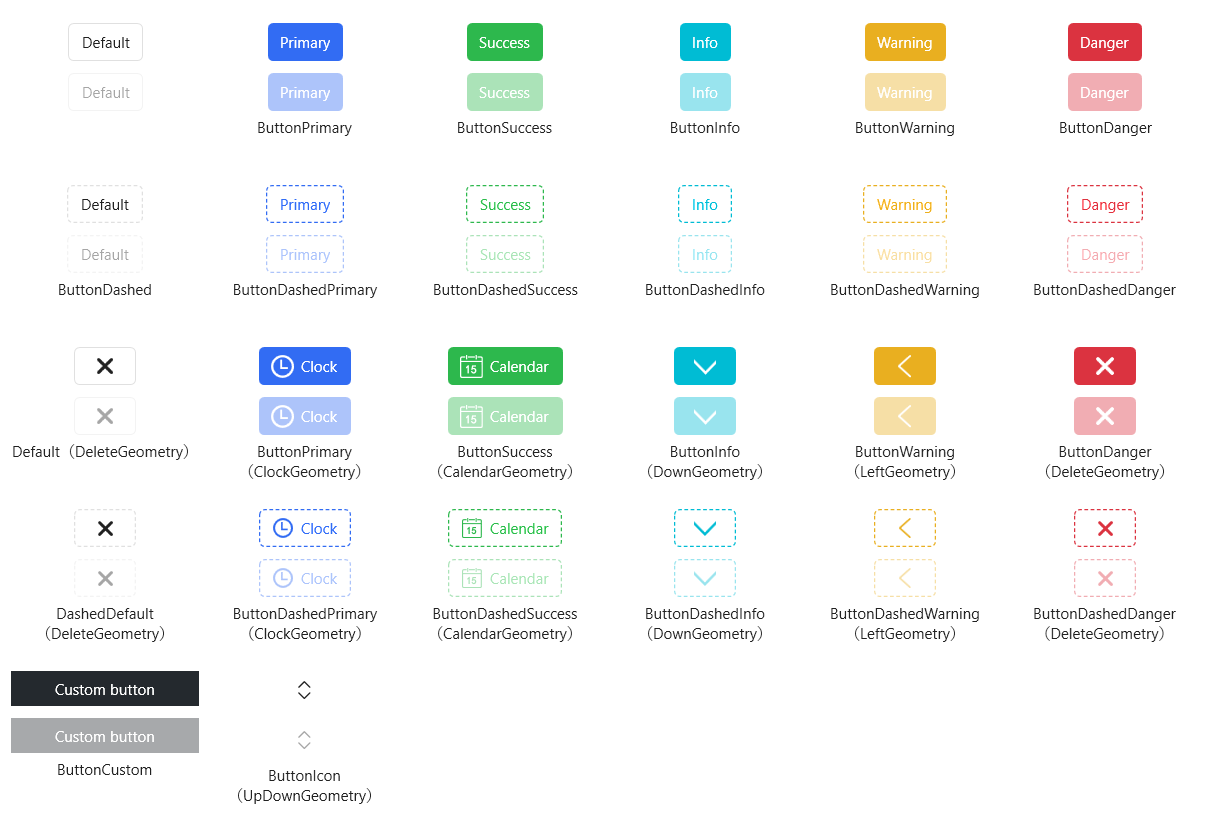 Default
Primary
Success
Info
Warning
Danger
Default
Primary
Success
Info
Warning
Danger
ButtonPrimary
ButtonSuccess
ButtonInfo
ButtonWarning
ButtonDanger
Default
Primary
Success
Info
Warning
Danger
Default
Primary
Success
Info
Warning
Danger
ButtonDashed
ButtonDashedPrimary
ButtonDashedSuccess
ButtonDashedInfo
ButtonDashedWarning
ButtonDashedDanger
Clock
15 Calendar
Clock
15 Calendar
Default（DeleteGeometry）
ButtonPrimary
（ClockGeometry）
ButtonSuccess
（CalendarGeometry）
ButtonInfo
（DownGeometry）
ButtonWarning
（LeftGeometry）
ButtonDanger
（DeleteGeometry）
Clock
15 Calendar
Clock
15 Calendar
DashedDefault
（DeleteGeometry）
ButtonDashedPrimary
（ClockGeometry）
ButtonDashedSuccess
（CalendarGeometry）
ButtonDashedInfo
（DownGeometry）
ButtonDashedWarning
（LeftGeometry）
ButtonDashedDanger
（DeleteGeometry）
Custom button
Custom button
ButtonCustom
ButtonIcon
（UpDownGeometry）